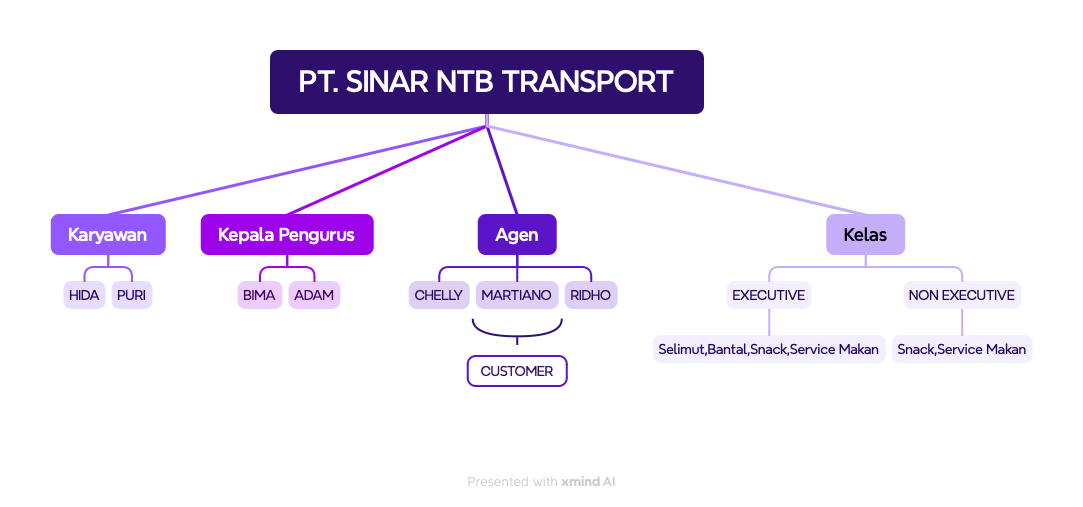 PT. SINAR NTB TRANSPORT
Karyawan
Kepala Pengurus
Agen
Kelas
HIDA
PURI
BIMA
ADAM
CHELLY
MARTIANO
RIDHO
EXECUTIVE
NON EXECUTIVE
Selimut,Bantal,Snack,Service Makan
Snack,Service Makan
CUSTOMER
Presented with xmind AI